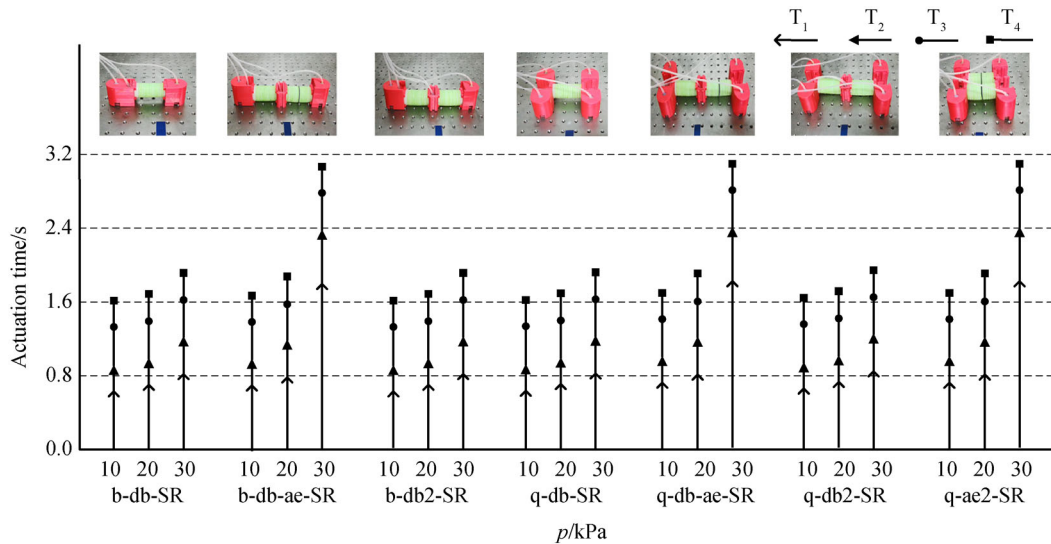 T1 T2 T3 T4
Actuation time/s
3.2
2.4
1.6
0.8
0.0
10 20 30 10 20 30 10 20 30 10 20 30 10 20 30 10 20 30 10 20 30
b-db-SR b-db-ae-SR b-db2-SR q-db-SR q-db-ae-SR q-db2-SR q-ae2-SR
p/kPa